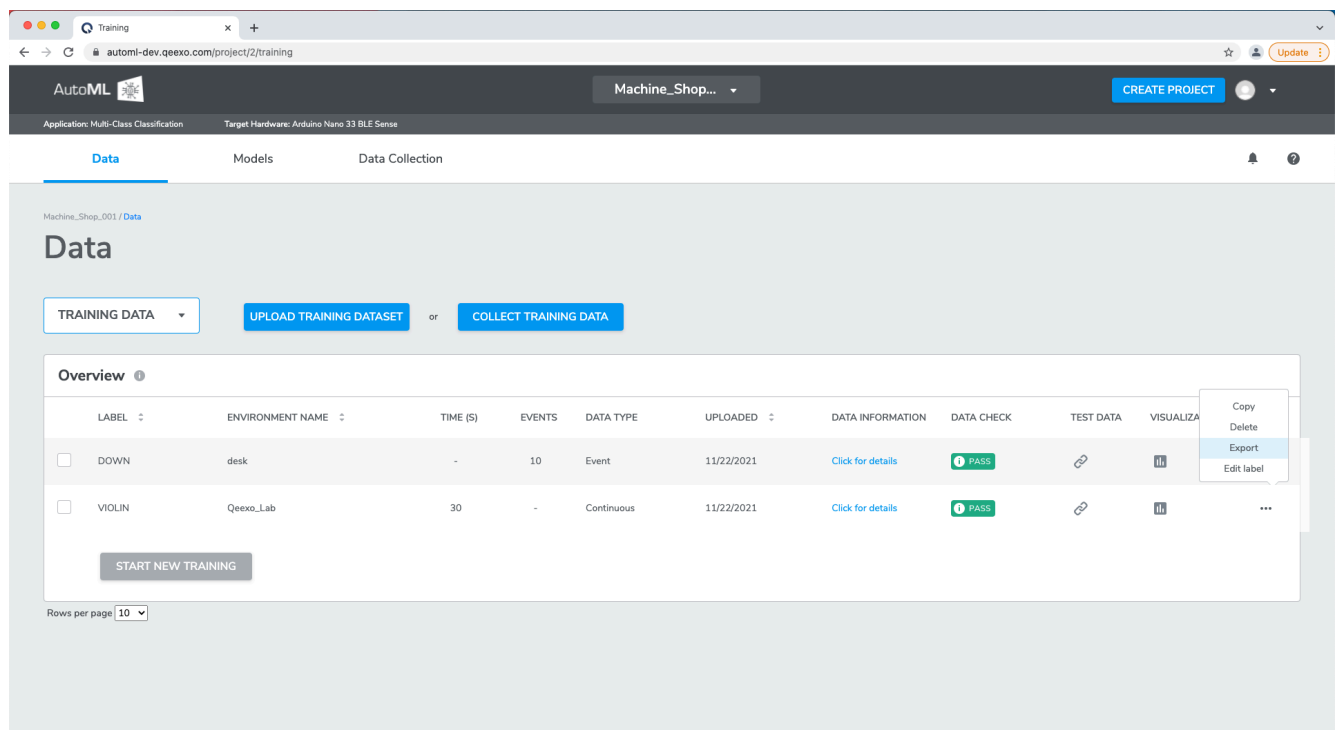 Training
automl-dev.qeexo.com/project/2/training
Update
AutoML
Machine_Shop...
CREATE PROJECT
Application: Multi-Class Classification Target Hardware: Arduino Nano 33 BLE Sense
Data Models Data Collection
Machine_Shop_001 / Data
Data
TRAINING DATA UPLOAD TRAINING DATASET or COLLECT TRAINING DATA
Overview
LABEL ENVIRONMENT NAME TIME (S) EVENTS DATA TYPE UPLOADED DATA INFORMATION DATA CHECK TEST DATA VISUALIZA
Copy
Delete
Export
Edit label
DOWN desk - 10 Event 11/22/2021 Click for details PASS
VIOLIN Qeexo_Lab 30 - Continuous 11/22/2021 Click for details PASS
START NEW TRAINING
Rows per page 10